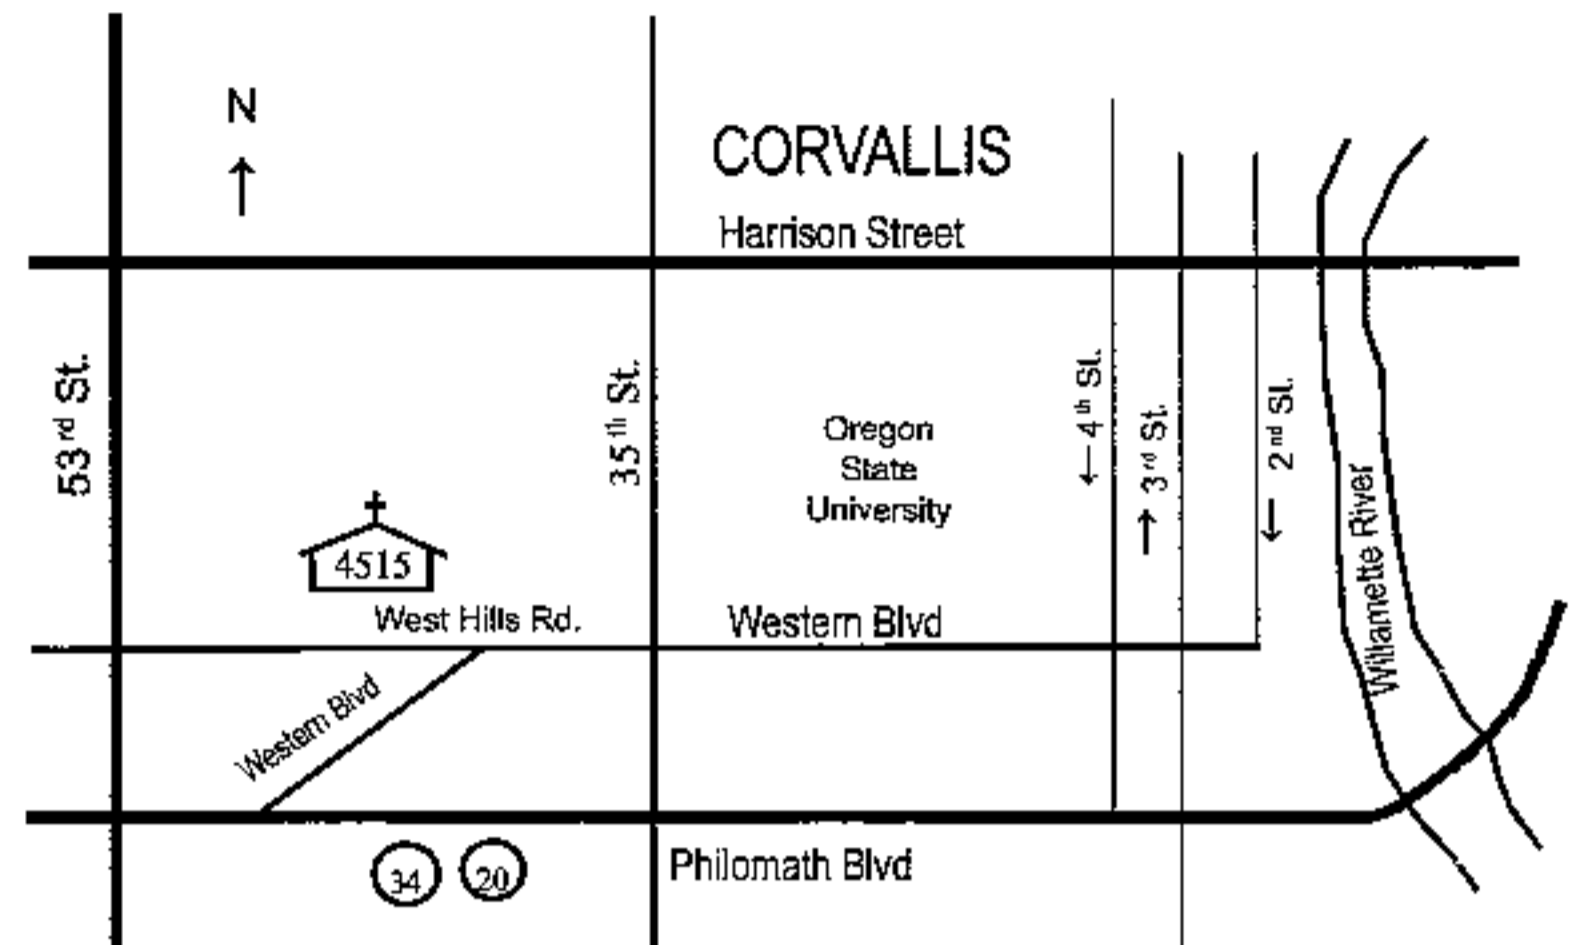 N
CORVALLIS
Harrison Street
53rd St.
35th St.
Oregon
State
University
←4th St.
→ 3rd St.
← 2nd St.
Willamette River
4515
West Hills Rd.
Western Blvd
Western Blvd
34
20
Philomath Blvd